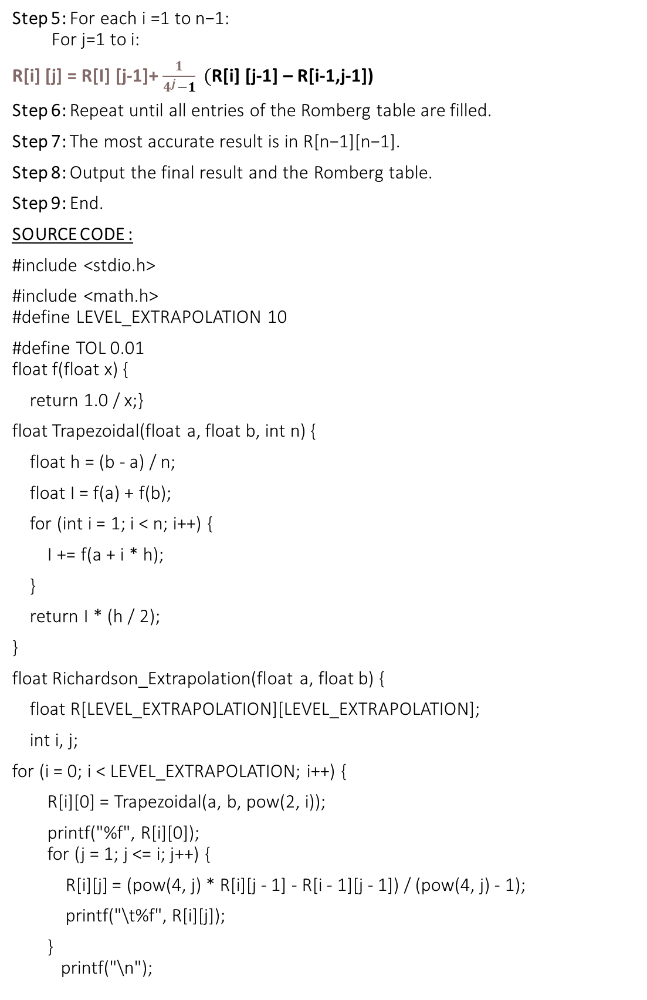 Step 5: For each i =1 to n−1:
For j=1 to i:
R[i] [j] = R[I] [j-1]+ 1/(4^j −1) (R[i] [j-1] – R[i-1,j-1])
Step 6: Repeat until all entries of the Romberg table are filled.
Step 7: The most accurate result is in R[n−1][n−1].
Step 8: Output the final result and the Romberg table.
Step 9: End.
SOURCE CODE :
#include <stdio.h>
#include <math.h>
#define LEVEL_EXTRAPOLATION 10
#define TOL 0.01
float f(float x) {
return 1.0 / x;}
float Trapezoidal(float a, float b, int n) {
float h = (b - a) / n;
float I = f(a) + f(b);
for (int i = 1; i < n; i++) {
I += f(a + i * h);
}
return I * (h / 2);
}
float Richardson_Extrapolation(float a, float b) {
float R[LEVEL_EXTRAPOLATION][LEVEL_EXTRAPOLATION];
int i, j;
for (i = 0; i < LEVEL_EXTRAPOLATION; i++) {
R[i][0] = Trapezoidal(a, b, pow(2, i));
printf("%f", R[i][0]);
for (j = 1; j <= i; j++) {
R[i][j] = (pow(4, j) * R[i][j - 1] - R[i - 1][j - 1]) / (pow(4, j) - 1);
printf("\t%f", R[i][j]);
}
printf("\n");